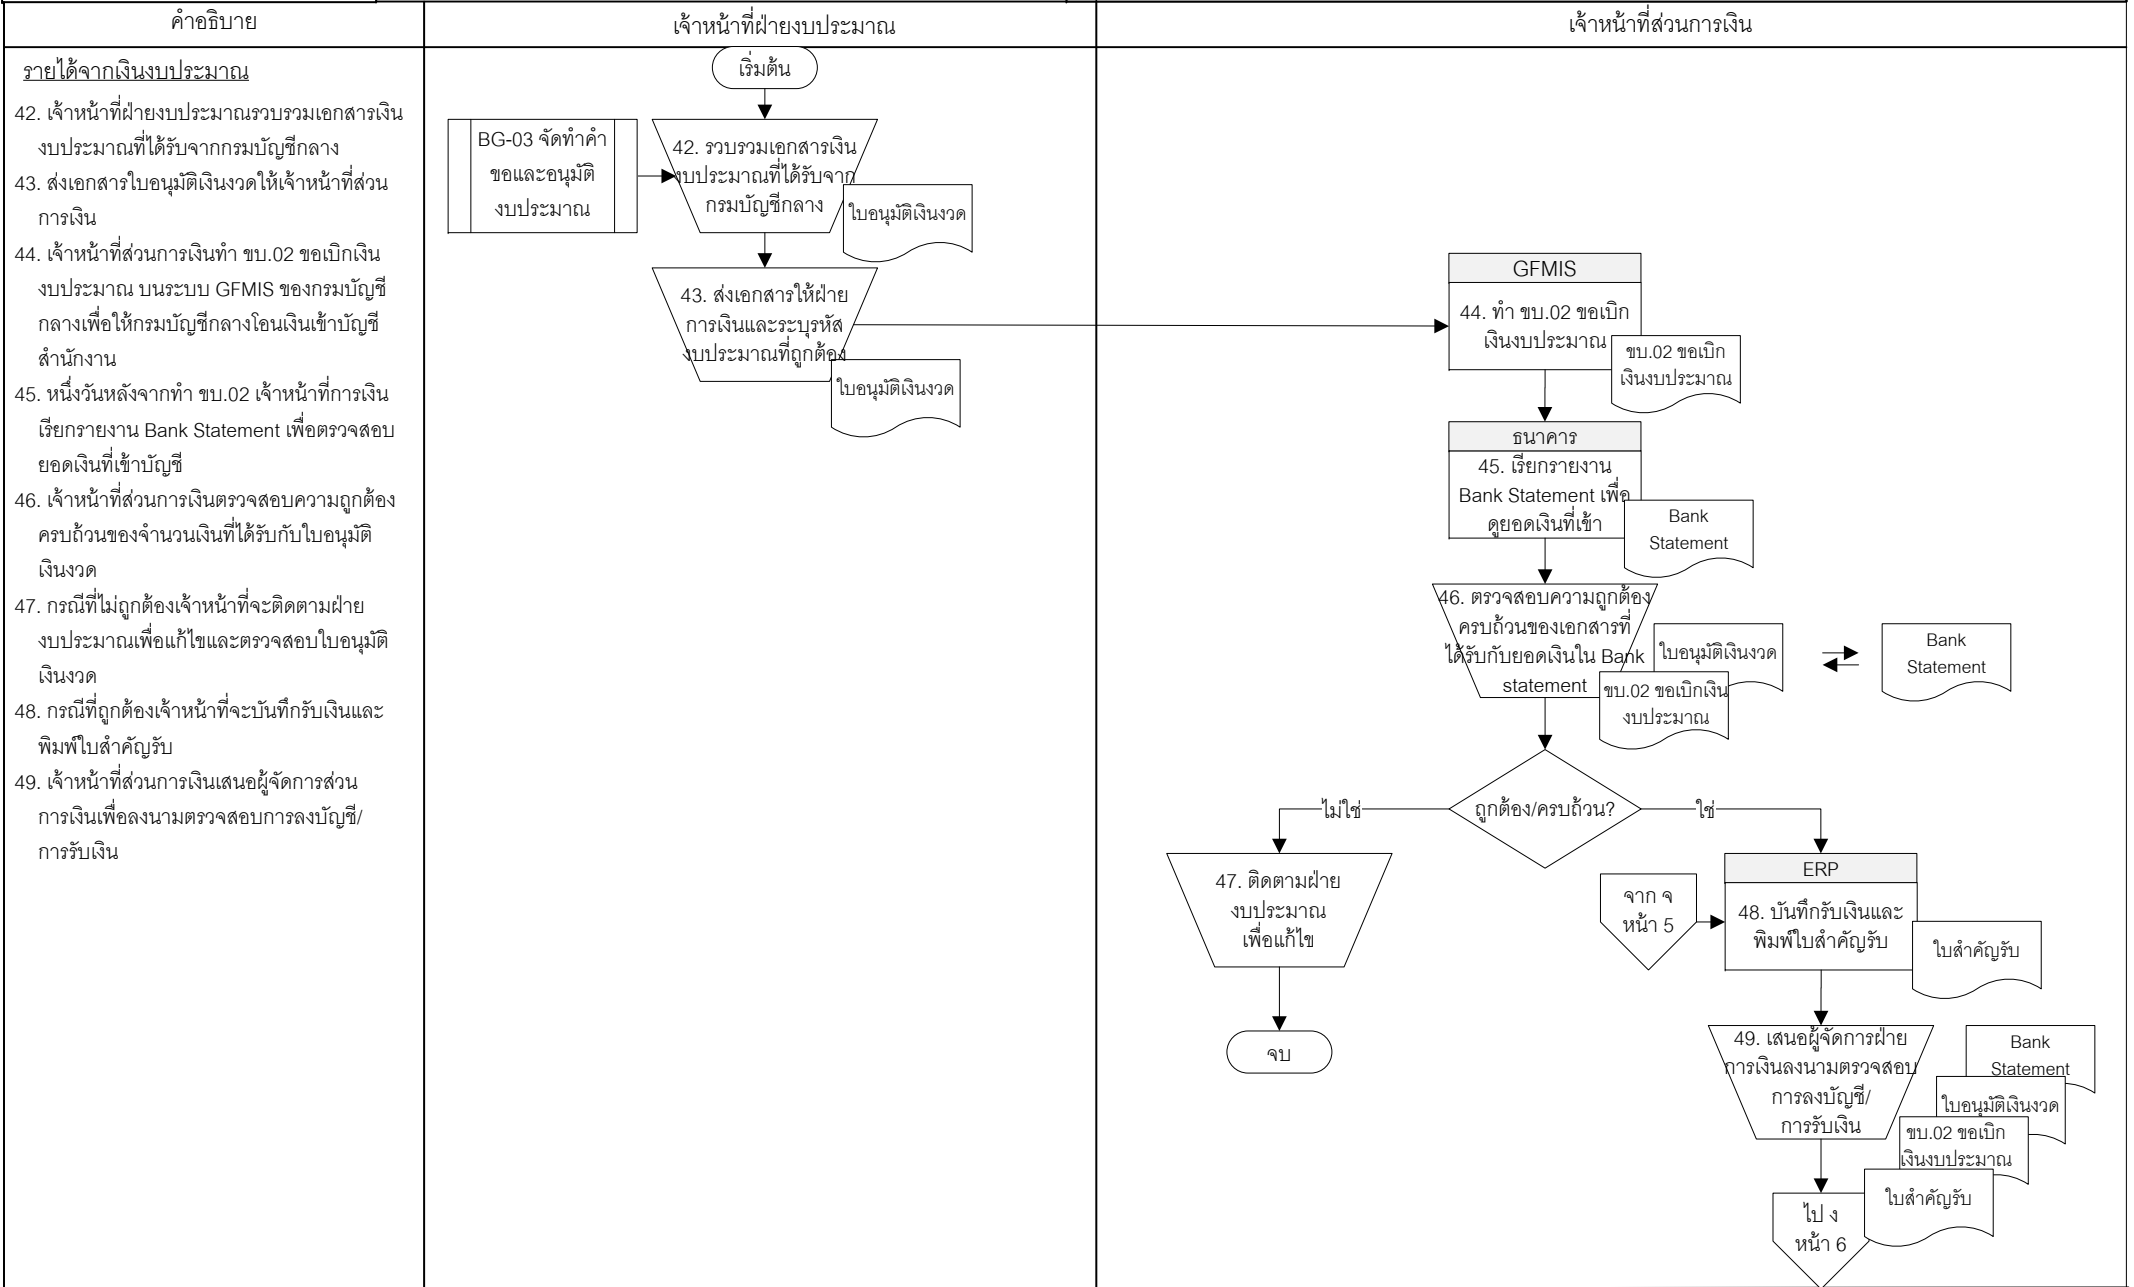 คำอธิบาย
เจ้าหน้าที่ฝ่ายงบประมาณ
เจ้าหน้าที่ส่วนการเงิน
รายได้จากเงินงบประมาณ
42. เจ้าหน้าที่ฝ่ายงบประมาณรวบรวมเอกสารเงิน
งบประมาณที่ได้รับจากกรมบัญชีกลาง
43. ส่งเอกสารใบอนุมัติเงินงวดให้เจ้าหน้าที่ส่วน
การเงิน
44. เจ้าหน้าที่ส่วนการเงินทำ ขบ.02 ขอเบิกเงิน
งบประมาณ บนระบบ GFMIS ของกรมบัญชี
กลางเพื่อให้กรมบัญชีกลางโอนเงินเข้าบัญชี
สำนักงาน
45. หนึ่งวันหลังจากทำ ขบ.02 เจ้าหน้าที่การเงิน
เรียกรายงาน Bank Statement เพื่อตรวจสอบ
ยอดเงินที่เข้าบัญชี
46. เจ้าหน้าที่ส่วนการเงินตรวจสอบความถูกต้อง
ครบถ้วนของจำนวนเงินที่ได้รับกับใบอนุมัติ
เงินงวด
47. กรณีที่ไม่ถูกต้องเจ้าหน้าที่จะติดตามฝ่าย
งบประมาณเพื่อแก้ไขและตรวจสอบใบอนุมัติ
เงินงวด
48. กรณีที่ถูกต้องเจ้าหน้าที่จะบันทึกรับเงินและ
พิมพ์ใบสำคัญรับ
49. เจ้าหน้าที่ส่วนการเงินเสนอผู้จัดการส่วน
การเงินเพื่อลงนามตรวจสอบการลงบัญชี/
การรับเงิน
เริ่มต้น
BG-03 จัดทำคำ
ขอและอนุมัติ
งบประมาณ
42. รวบรวมเอกสารเงิน
งบประมาณที่ได้รับจาก
กรมบัญชีกลาง
ใบอนุมัติเงินงวด
43. ส่งเอกสารให้ฝ่าย
การเงินและระบุรหัส
งบประมาณที่ถูกต้อง
ใบอนุมัติเงินงวด
GFMIS
44. ทำ ขบ.02 ขอเบิก
เงินงบประมาณ
ขบ.02 ขอเบิก
เงินงบประมาณ
ธนาคาร
45. เรียกรายงาน
Bank Statement เพื่อ
ดูยอดเงินที่เข้า
Bank
Statement
46. ตรวจสอบความถูกต้อง
ครบถ้วนของเอกสารที่
ได้รับกับยอดเงินใน Bank
statement
ใบอนุมัติเงินงวด
ขบ.02 ขอเบิกเงิน
งบประมาณ
Bank
Statement
ถูกต้อง/ครบถ้วน?
ไม่ใช่
ใช่
47. ติดตามฝ่าย
งบประมาณ
เพื่อแก้ไข
จบ
จาก จ
หน้า 5
ERP
48. บันทึกรับเงินและ
พิมพ์ใบสำคัญรับ
ใบสำคัญรับ
49. เสนอผู้จัดการฝ่าย
การเงินลงนามตรวจสอบ
การลงบัญชี/
การรับเงิน
Bank
Statement
ใบอนุมัติเงินงวด
ขบ.02 ขอเบิก
เงินงบประมาณ
ใบสำคัญรับ
ไป ง
หน้า 6